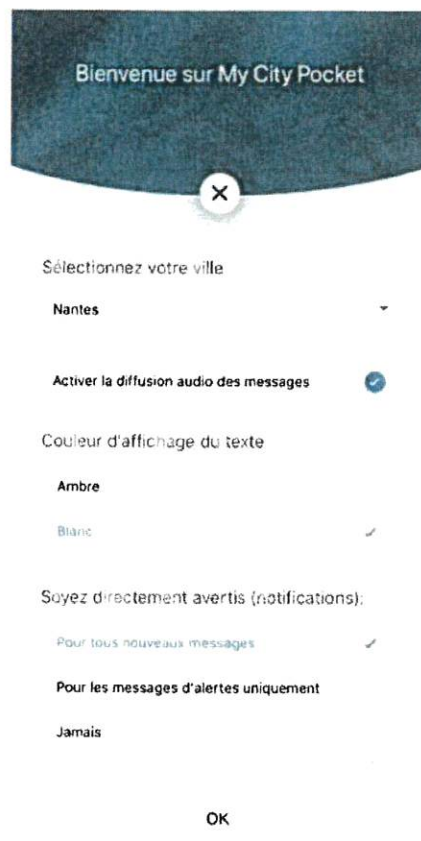 Bienvenue sur My City Pocket
Sélectionnez votre ville
Nantes
Activer la diffusion audio des messages
Couleur d'affichage du texte
Ambre
Blanc
Soyez directement avertis (notifications):
Pour tous nouveaux messages
Pour les messages d'alertes uniquement
Jamais
OK